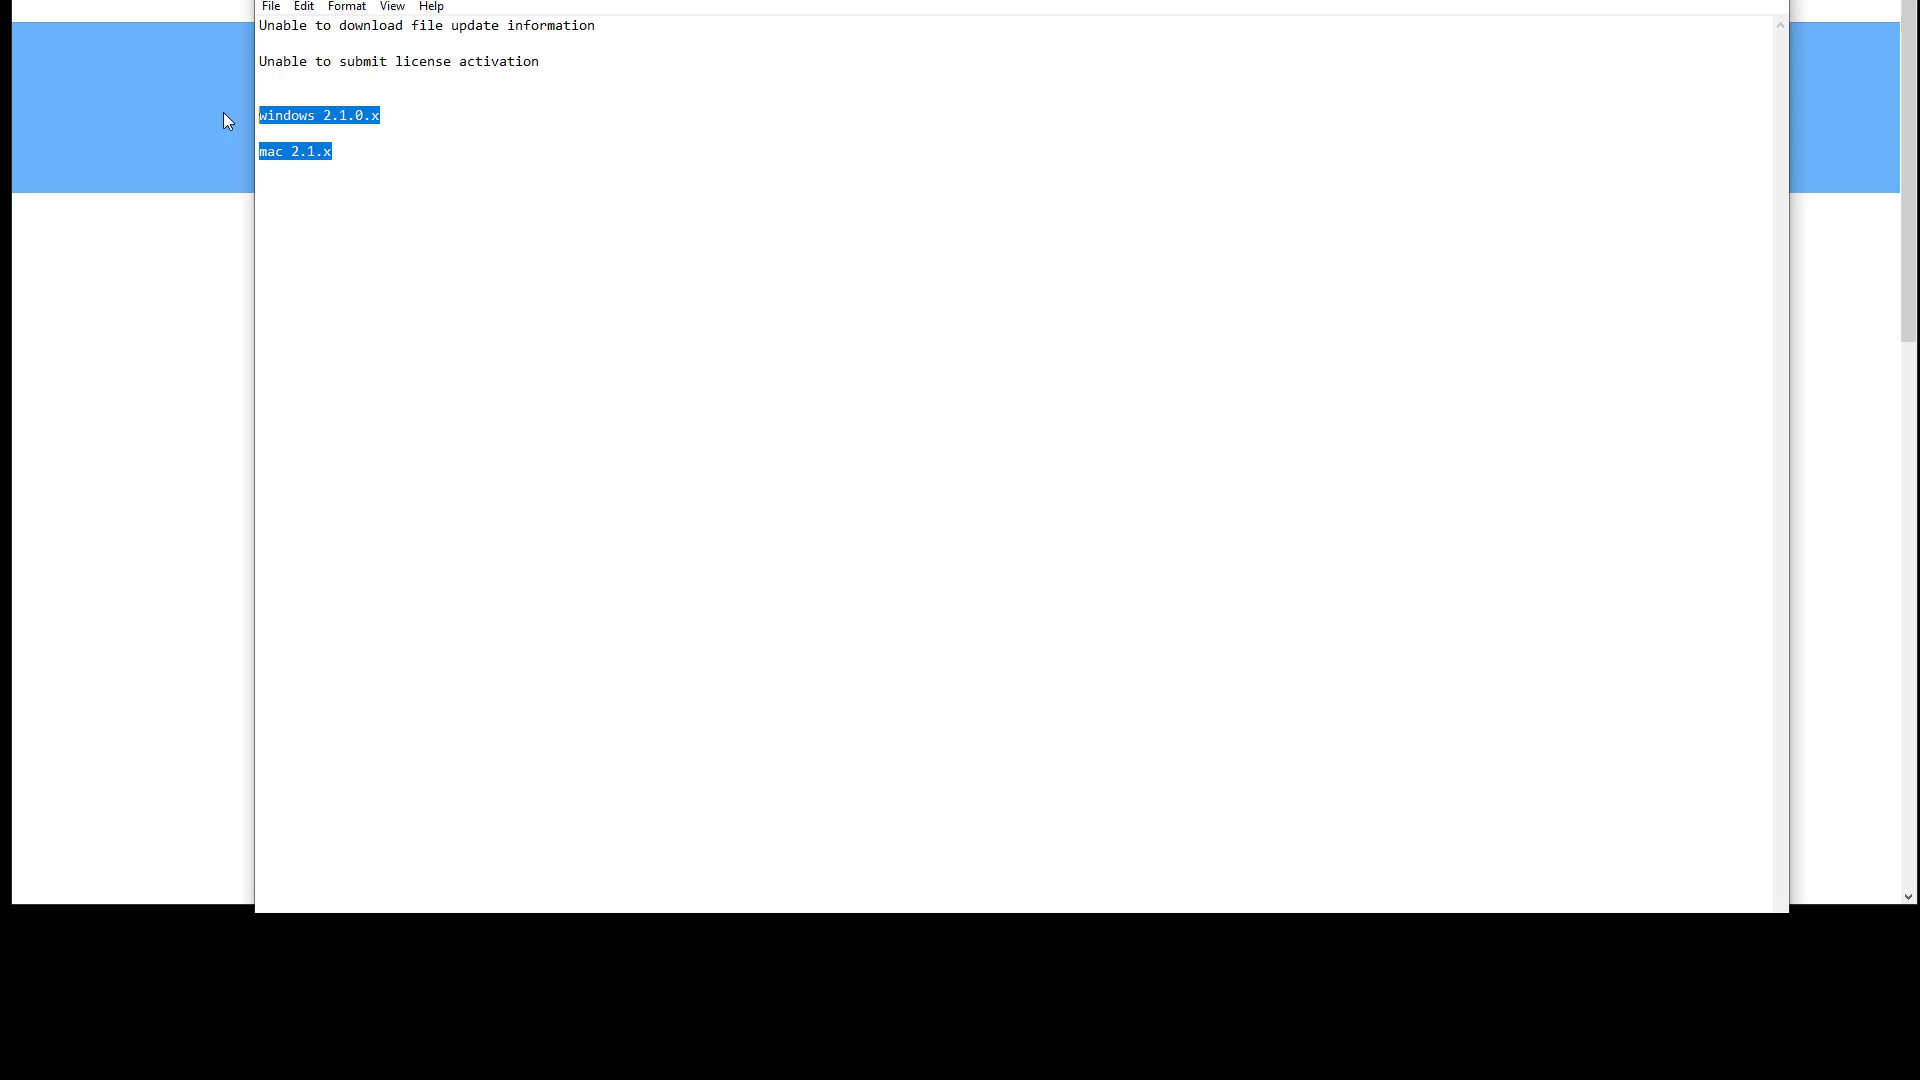 File Edit Format View Help
Unable to download file update information
Unable to submit license activation
windows 2.1.0.x
mac 2.1.x